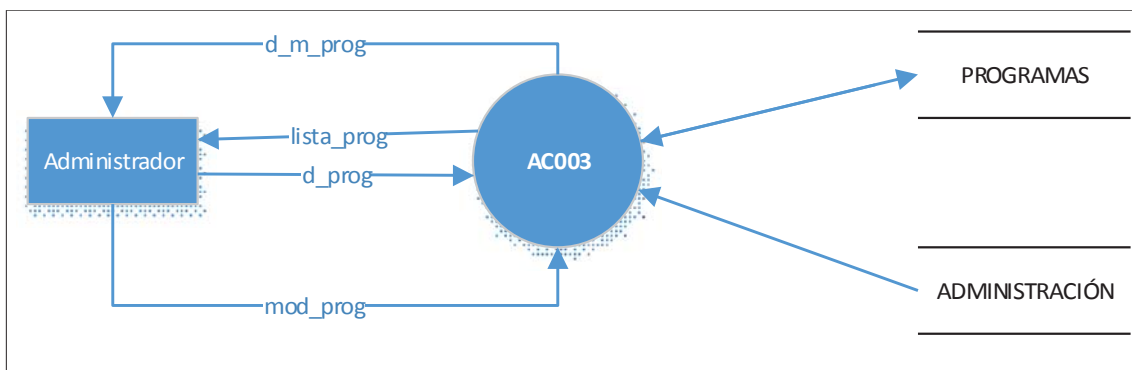 d_m_prog
PROGRAMAS
lista_prog
Administrador
AC003
d_prog
ADMINISTRACIÓN
mod_prog